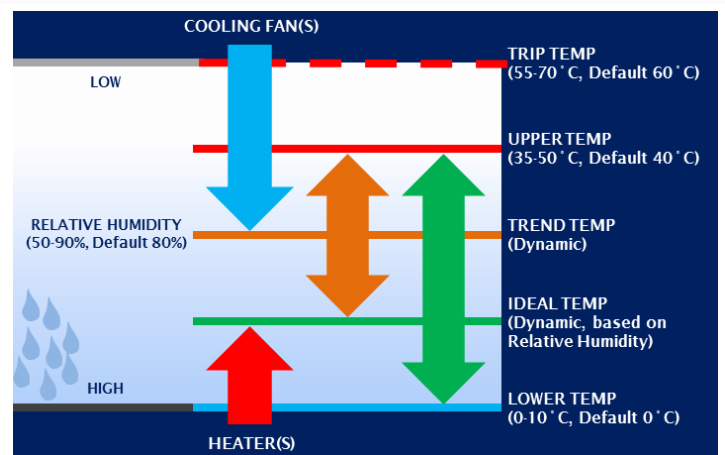 COOLING FAN(S)
TRIP TEMP
(55-70˚C, Default 60˚C)
LOW
UPPER TEMP
(35-50˚C, Default 40˚C)
RELATIVE HUMIDITY
(50-90%, Default 80%)
TREND TEMP
(Dynamic)
IDEAL TEMP
(Dynamic, based on
Relative Humidity)
HIGH
LOWER TEMP
(0-10˚C, Default 0˚C)
HEATER(S)